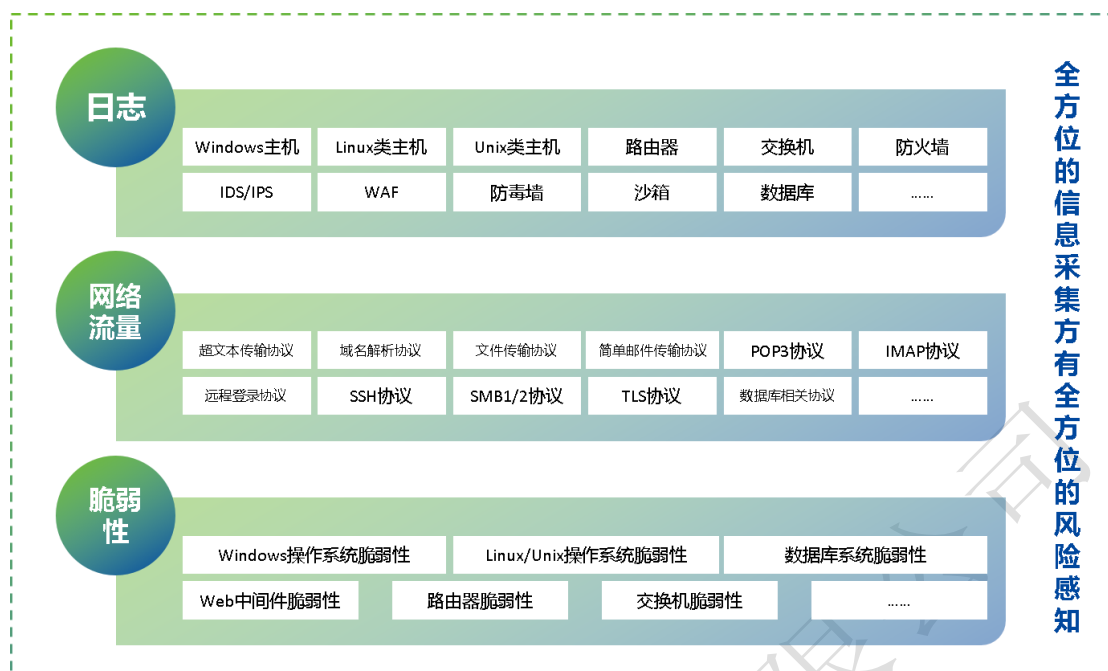 日志
Windows主机
Linux类主机
Unix类主机
路由器
交换机
防火墙
IDS/IPS
WAF
防毒墙
沙箱
数据库
......
网络
流量
超文本传输协议
域名解析协议
文件传输协议
简单邮件传输协议
POP3协议
IMAP协议
远程登录协议
SSH协议
SMB1/2协议
TLS协议
数据库相关协议
......
脆弱
性
Windows操作系统脆弱性
Linux/Unix操作系统脆弱性
数据库系统脆弱性
Web中间件脆弱性
路由器脆弱性
交换机脆弱性
......
全方位的信息采集方有全方位的风险感知
限公司